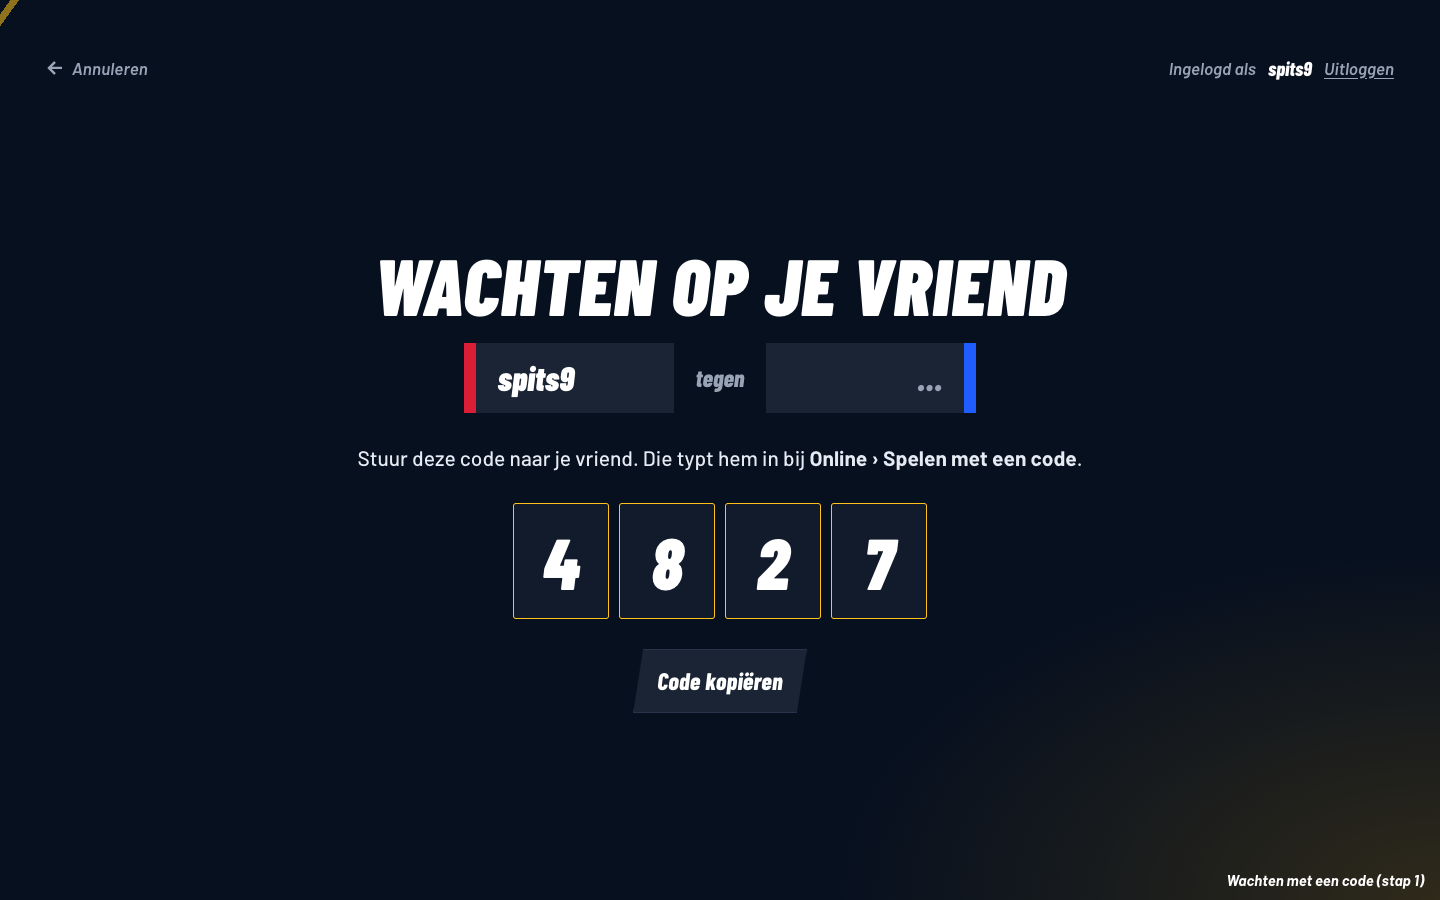 ← Annuleren
Ingelogd als spits9 Uitloggen
WACHTEN OP JE VRIEND
spits9 tegen ...
Stuur deze code naar je vriend. Die typt hem in bij Online › Spelen met een code.
4 8 2 7
Code kopiëren
Wachten met een code (stap 1)